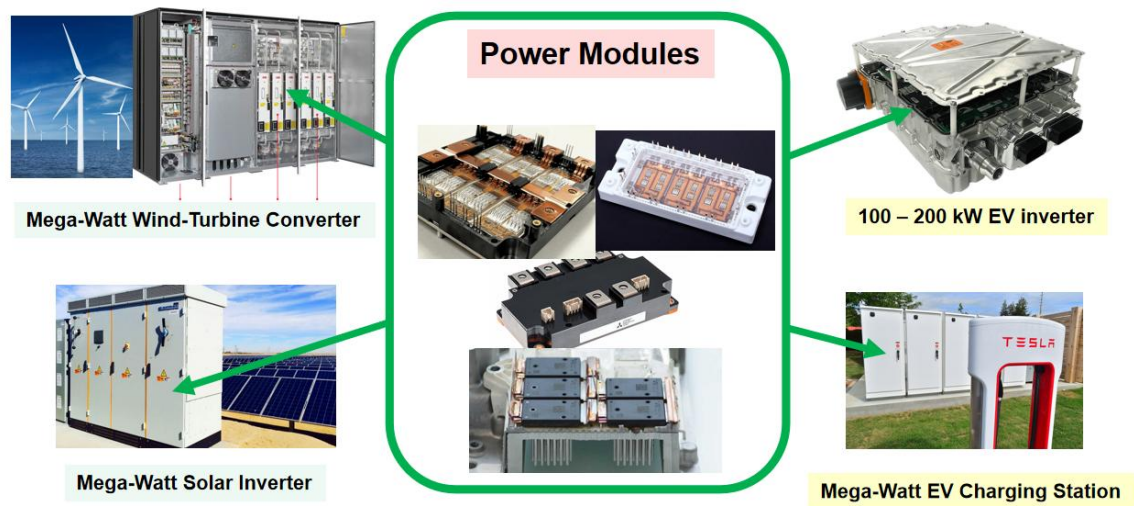 Power Modules
Mega-Watt Wind-Turbine Converter
100 – 200 kW EV inverter
TESLA
Mega-Watt Solar Inverter
Mega-Watt EV Charging Station